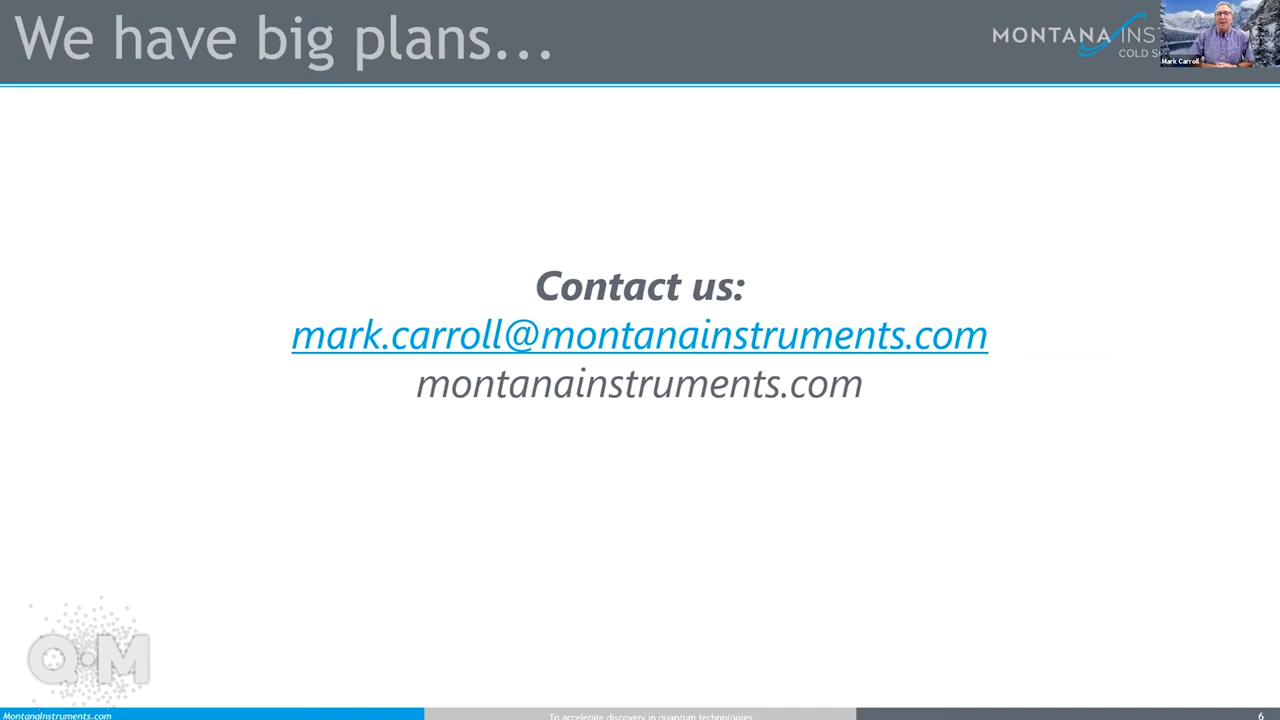 We have big plans...
MONTANA INS
COLD S
Mark Carroll
Contact us:
mark.carroll@montanainstruments.com
montanainstruments.com
Q·M
MontanaInstruments.com
To accelerate discovery in quantum technologies.
6